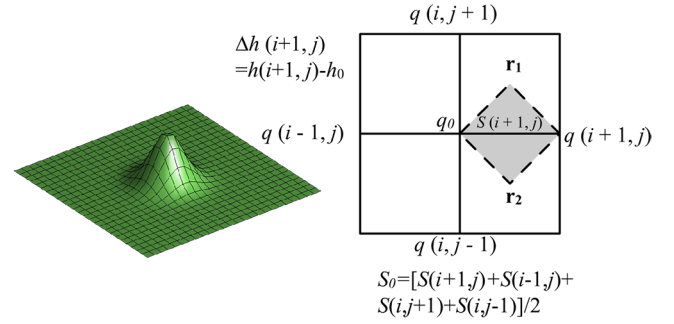 q (i, j + 1)
Δh (i+1, j)
=h(i+1, j)-h₀
r₁
q (i - 1, j)
q₀
S (i + 1, j)
q (i + 1, j)
r₂
q (i, j - 1)
S₀=[S(i+1,j)+S(i-1,j)+
S(i,j+1)+S(i,j-1)]/2